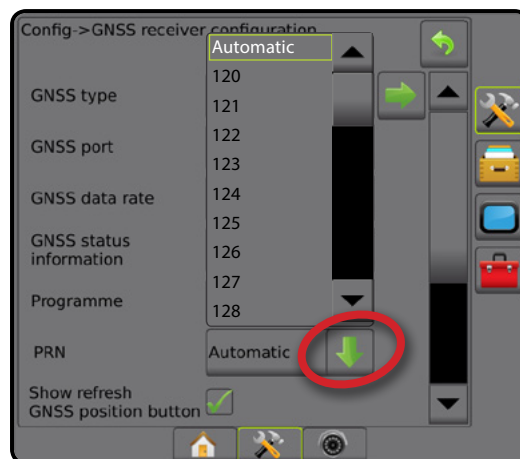 Config->GNSS receiver configuration
Automatic
120
121
122
123
124
125
126
127
128
GNSS type
GNSS port
GNSS data rate
GNSS status
information
Programme
PRN
Automatic
Show refresh
GNSS position button